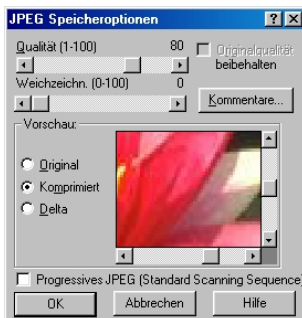 JPEG Speicheroptionen
Qualität (1-100) 80
Originalqualität
beibehalten
Weichzeichn. (0-100) 0
Kommentare...
Vorschau:
Original
Komprimiert
Delta
Progressives JPEG (Standard Scanning Sequence)
OK Abbrechen Hilfe